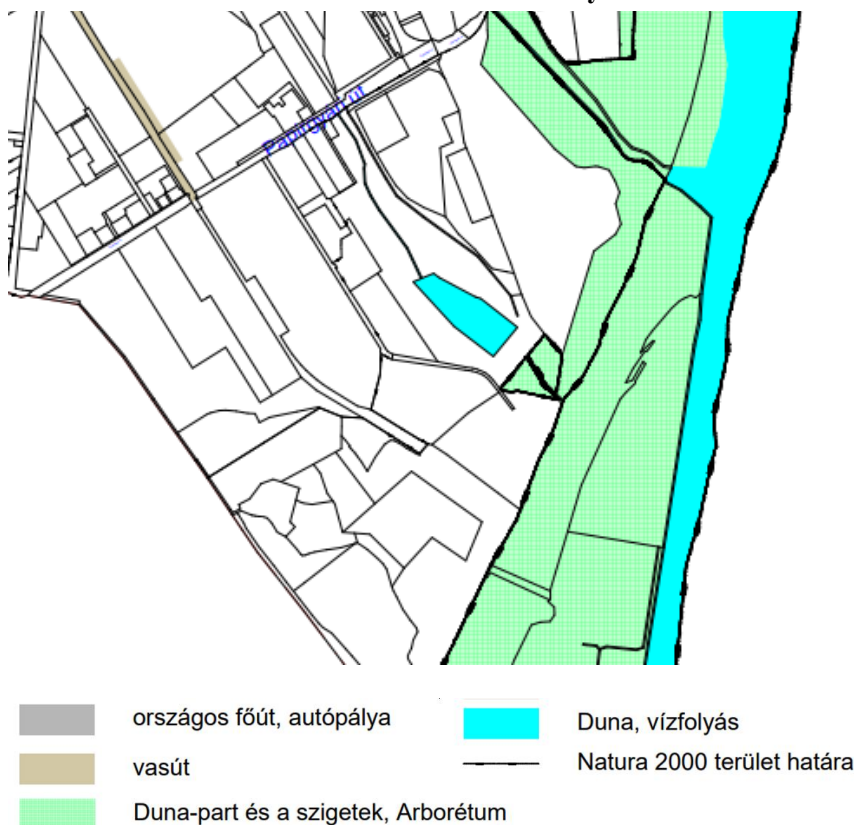 Papírgyári út
országos főút, autópálya
vasút
Duna-part és a szigetek, Arborétum
Duna, vízfolyás
Natura 2000 terület határa